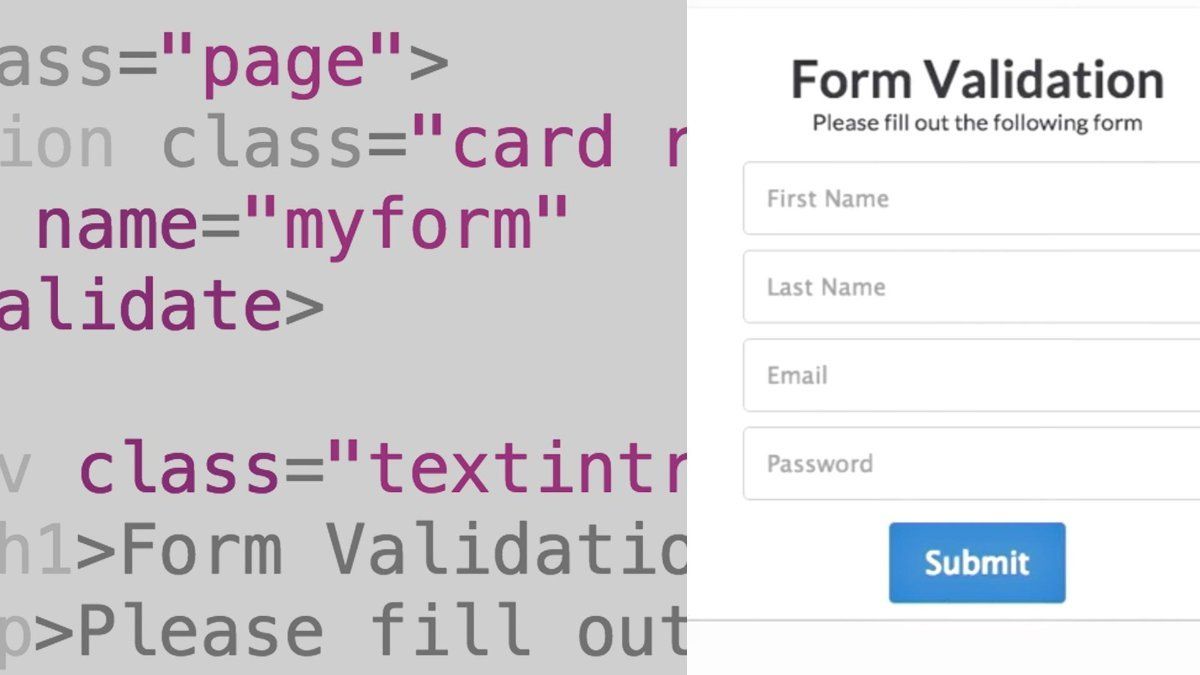 ass="page">
ion class="card r
name="myform"
alidate>
v class="textintr
h1>Form Validatio
p>Please fill out
Form Validation
Please fill out the following form
First Name
Last Name
Email
Password
Submit